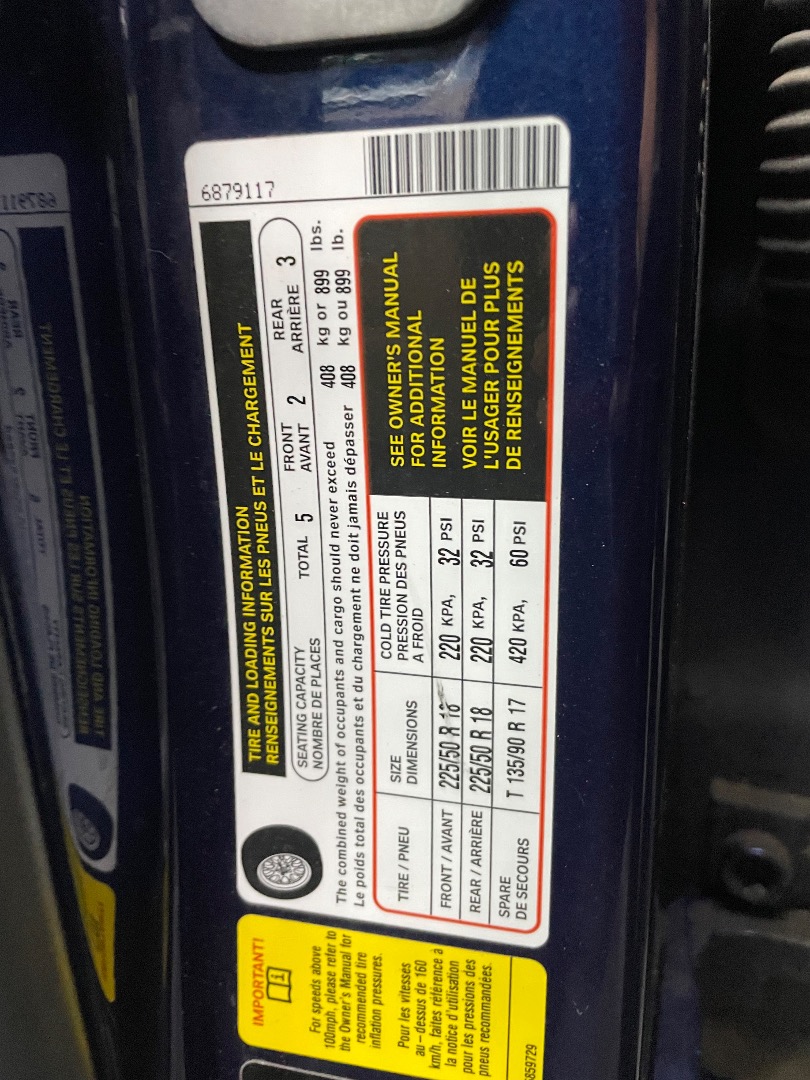 6879117
TIRE AND LOADING INFORMATION
RENSEIGNEMENTS SUR LES PNEUS ET LE CHARGEMENT
SEATING CAPACITY
NOMBRE DE PLACES
TOTAL 5
FRONT
AVANT 2
REAR
ARRIÈRE 3
The combined weight of occupants and cargo should never exceed 408 kg or 899 lbs.
Le poids total des occupants et du chargement ne doit jamais dépasser 408 kg ou 899 lb.
TIRE / PNEU
SIZE
DIMENSIONS
COLD TIRE PRESSURE
PRESSION DES PNEUS
A FROID
FRONT / AVANT 225/50 R 18 220 KPA, 32 PSI
REAR / ARRIÈRE 225/50 R 18 220 KPA, 32 PSI
SPARE
DE SECOURS
T 135/90 R 17 420 KPA, 60 PSI
SEE OWNER'S MANUAL
FOR ADDITIONAL
INFORMATION
VOIR LE MANUEL DE
L'USAGER POUR PLUS
DE RENSEIGNEMENTS
IMPORTANT!
For speeds above
100mph, please refer to
the Owner's Manual for
recommended tire
inflation pressures.
Pour les vitesses
au-dessus de 160
km/h, faites référence à
la notice d'utilisation
pour les pressions des
pneus recommandées.
6859729